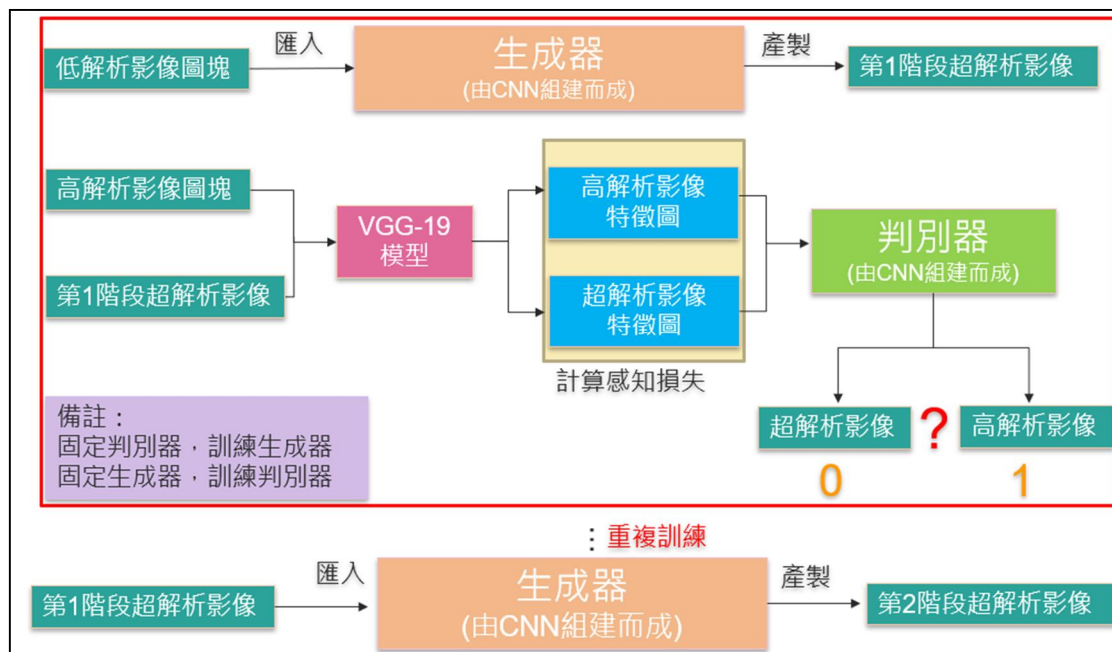 低解析影像圖塊
匯入
生成器
(由CNN組建而成)
產製
第1階段超解析影像
高解析影像圖塊
第1階段超解析影像
VGG-19
模型
高解析影像
特徵圖
超解析影像
特徵圖
計算感知損失
判別器
(由CNN組建而成)
超解析影像
?
高解析影像
0
1
備註：
固定判別器，訓練生成器
固定生成器，訓練判別器
⋮重複訓練
第1階段超解析影像
匯入
生成器
(由CNN組建而成)
產製
第2階段超解析影像